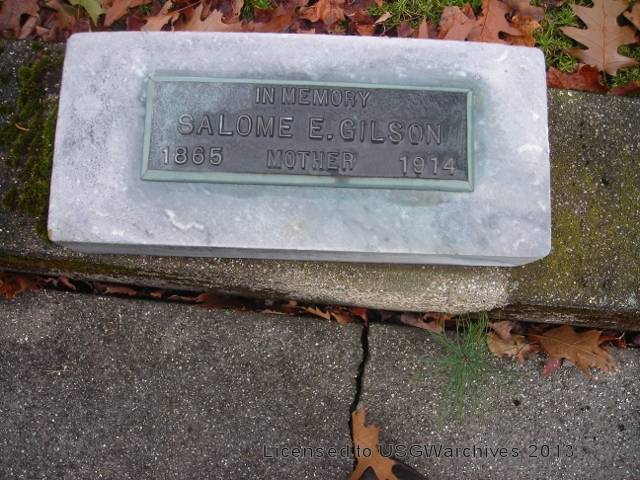 IN MEMORY
SALOME E. GILSON
1865 MOTHER 1914
Licensed to USGWarchives 2013